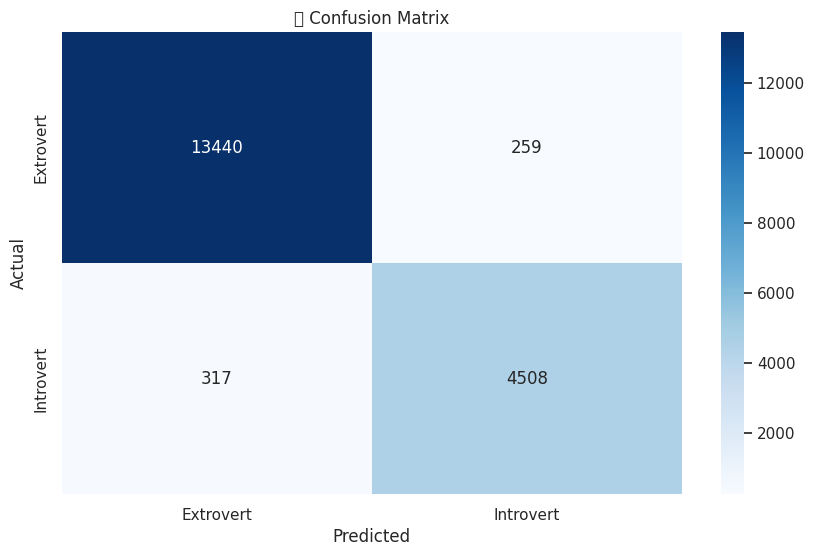 ▯ Confusion Matrix
Extrovert
Introvert
Actual
13440
259
317
4508
Extrovert
Introvert
Predicted
12000
10000
8000
6000
4000
2000